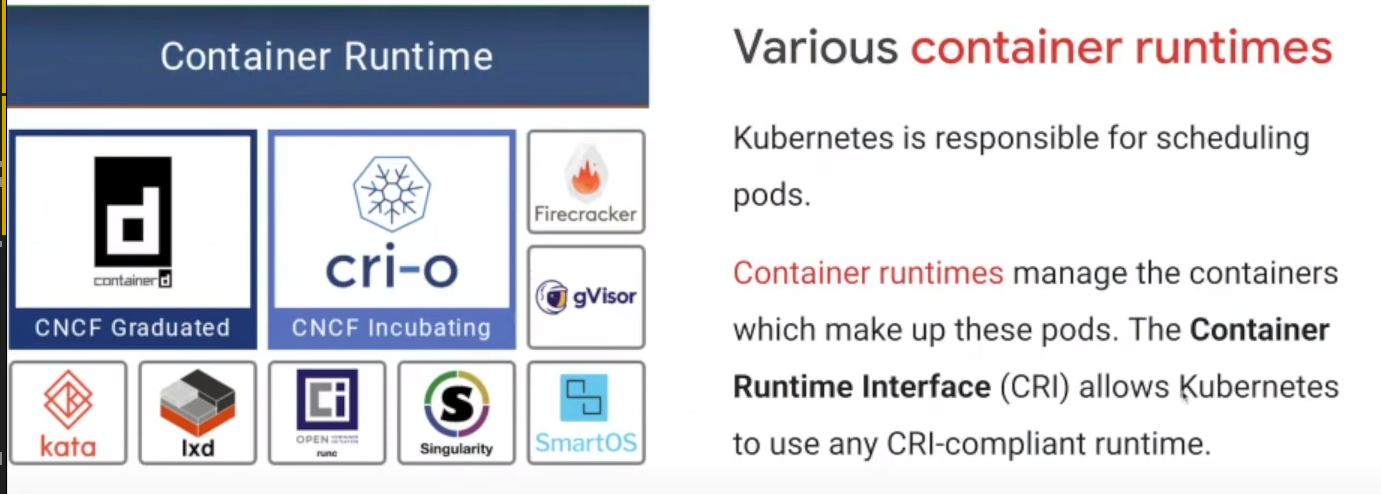 Container Runtime
containerd
CNCF Graduated
cri-o
CNCF Incubating
Firecracker
gVisor
kata
lxd
OPEN CONTAINER INITIATIVE
runc
Singularity
SmartOS
Various container runtimes
Kubernetes is responsible for scheduling
pods.
Container runtimes manage the containers
which make up these pods. The Container
Runtime Interface (CRI) allows Kubernetes
to use any CRI-compliant runtime.